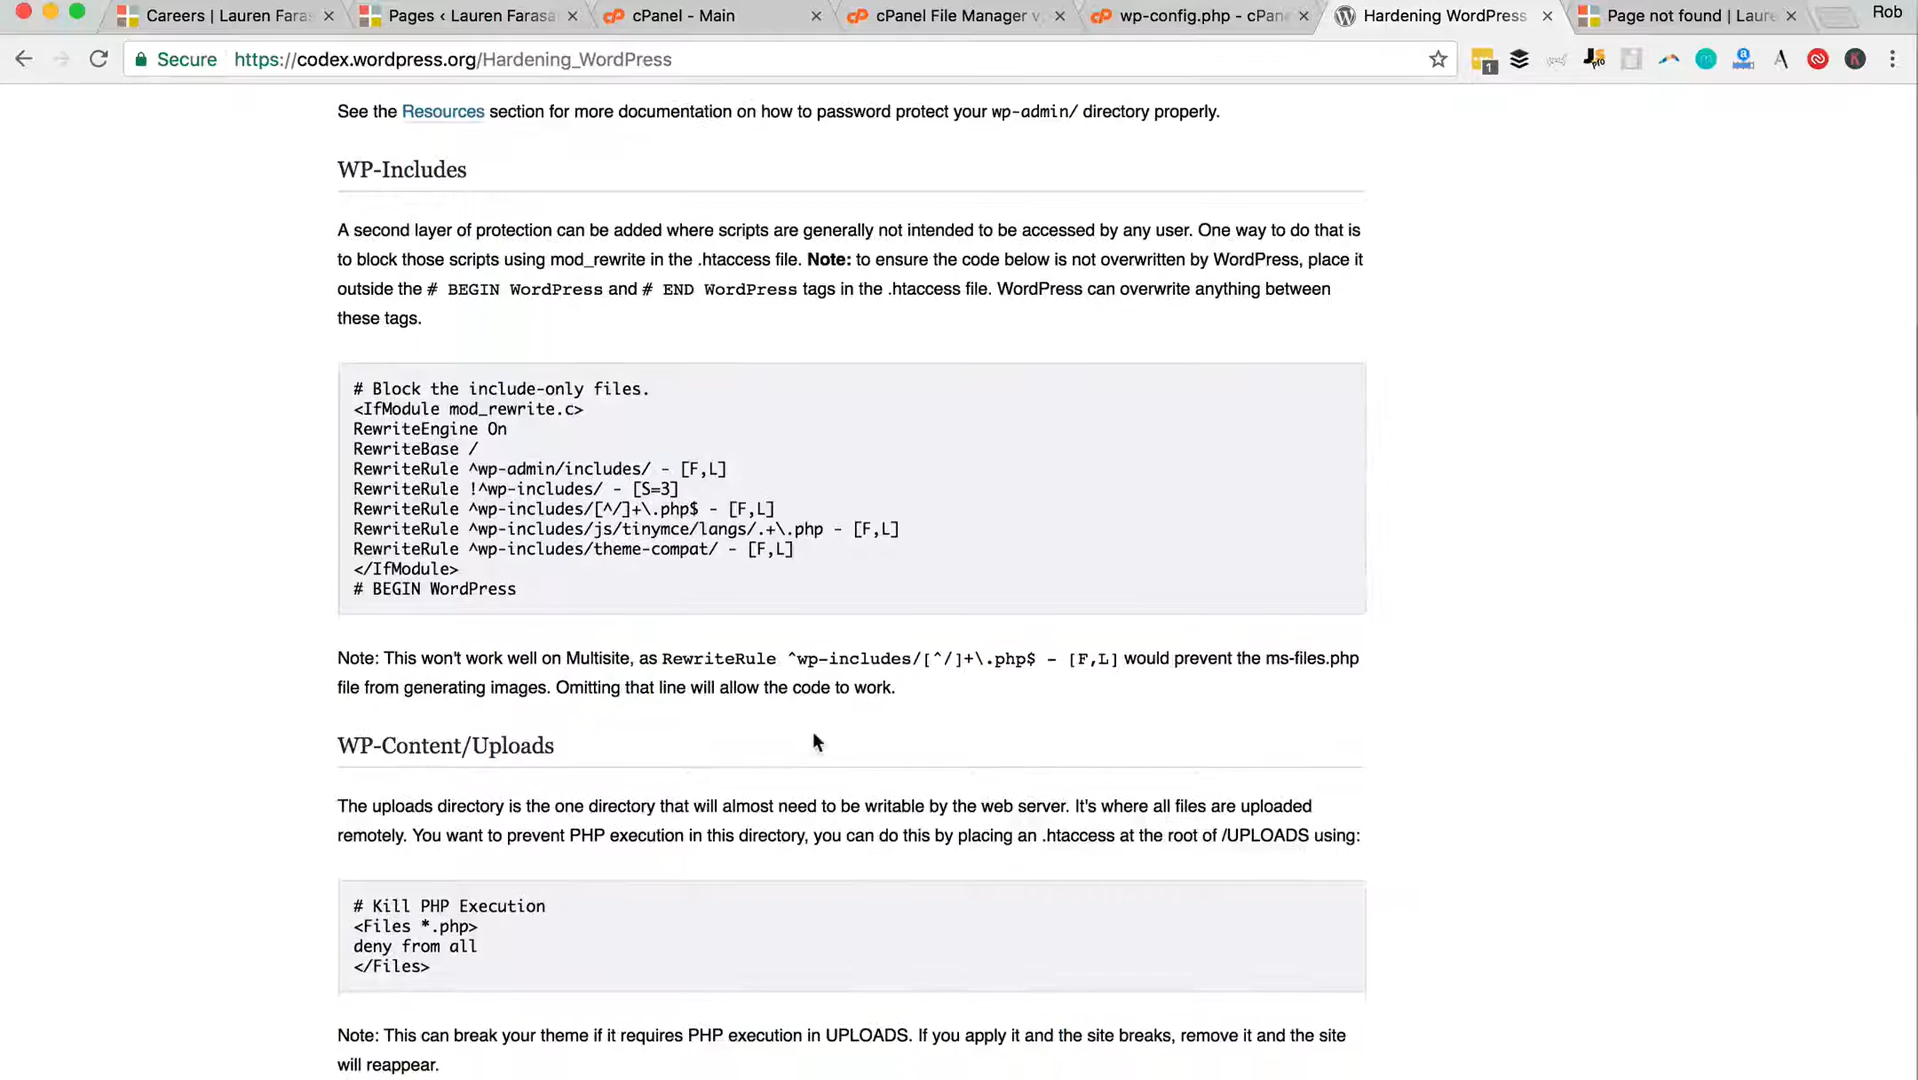 Careers | Lauren Faras
Pages ‹ Lauren Farasa
cPanel - Main
cPanel File Manager v
wp-config.php - cPan
Hardening WordPress
Page not found | Laure
Rob
Secure https://codex.wordpress.org/Hardening_WordPress
1
See the Resources section for more documentation on how to password protect your wp-admin/ directory properly.
WP-Includes
A second layer of protection can be added where scripts are generally not intended to be accessed by any user. One way to do that is
to block those scripts using mod_rewrite in the .htaccess file. Note: to ensure the code below is not overwritten by WordPress, place it
outside the # BEGIN WordPress and # END WordPress tags in the .htaccess file. WordPress can overwrite anything between
these tags.
# Block the include-only files.
<IfModule mod_rewrite.c>
RewriteEngine On
RewriteBase /
RewriteRule ^wp-admin/includes/ - [F,L]
RewriteRule !^wp-includes/ - [S=3]
RewriteRule ^wp-includes/[^/]+\.php$ - [F,L]
RewriteRule ^wp-includes/js/tinymce/langs/.+\.php - [F,L]
RewriteRule ^wp-includes/theme-compat/ - [F,L]
</IfModule>
# BEGIN WordPress
Note: This won't work well on Multisite, as RewriteRule ^wp-includes/[^/]+\.php$ - [F,L] would prevent the ms-files.php
file from generating images. Omitting that line will allow the code to work.
WP-Content/Uploads
The uploads directory is the one directory that will almost need to be writable by the web server. It's where all files are uploaded
remotely. You want to prevent PHP execution in this directory, you can do this by placing an .htaccess at the root of /UPLOADS using:
# Kill PHP Execution
<Files *.php>
deny from all
</Files>
Note: This can break your theme if it requires PHP execution in UPLOADS. If you apply it and the site breaks, remove it and the site
will reappear.